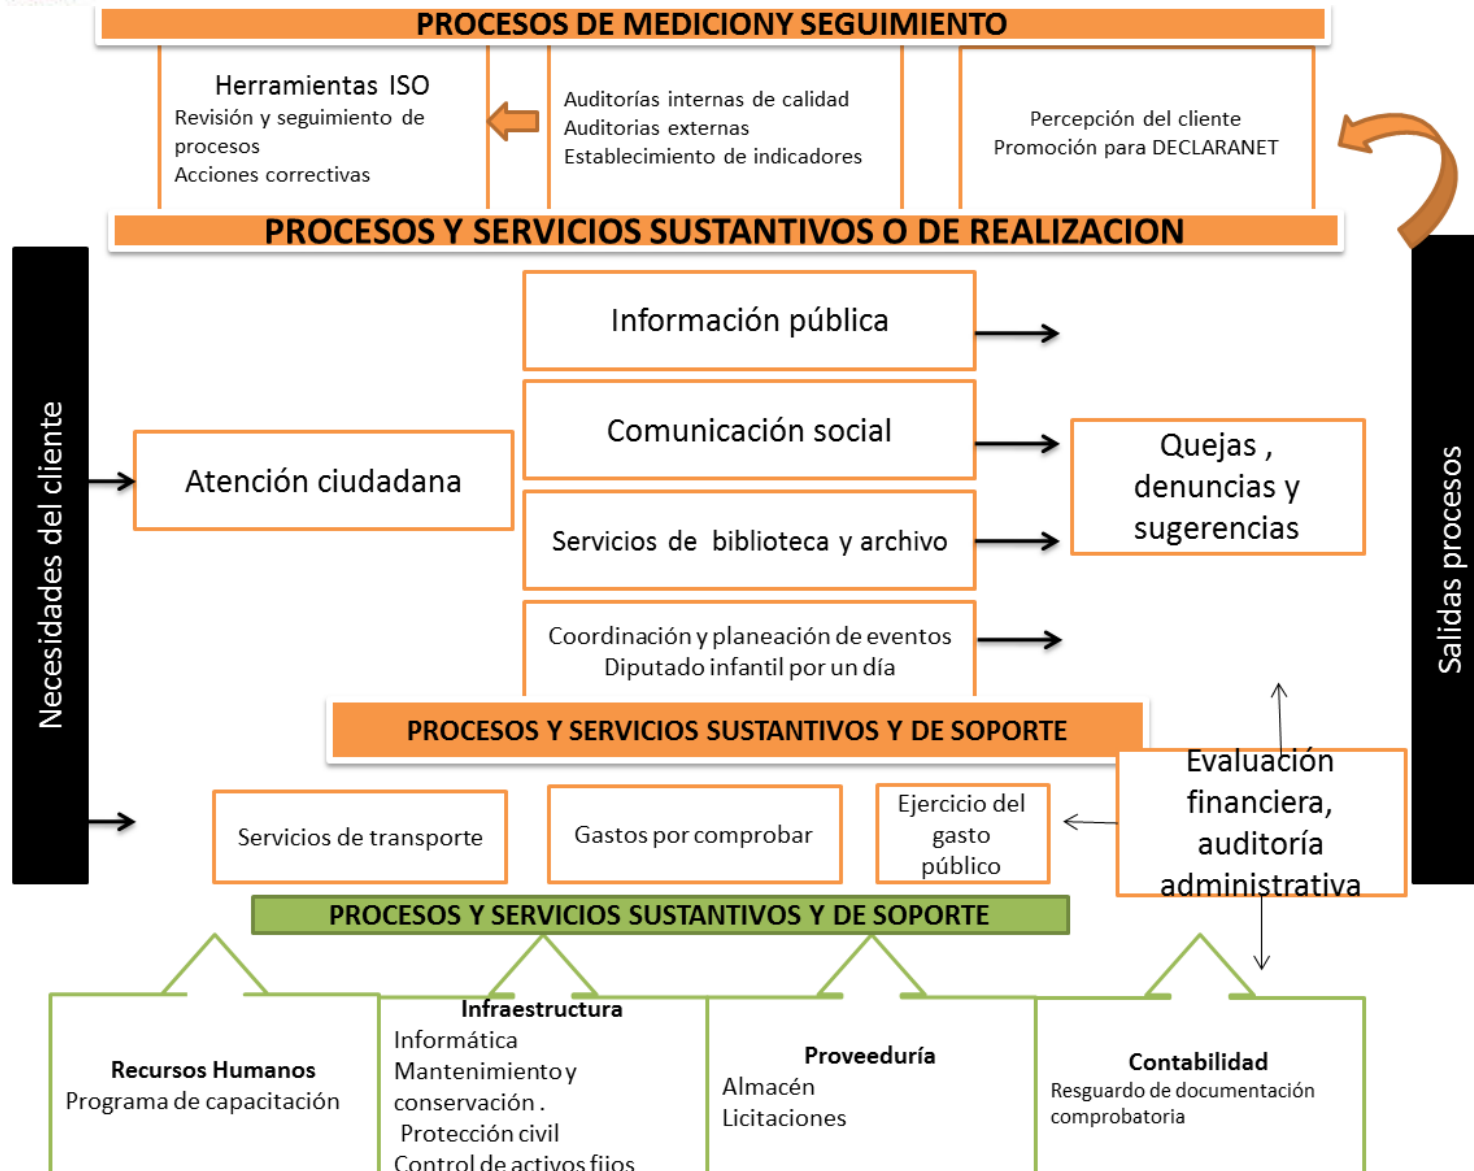 PROCESOS DE MEDICIONY SEGUIMIENTO
Herramientas ISO
Revisión y seguimiento de
procesos
Acciones correctivas
Auditorías internas de calidad
Auditorias externas
Establecimiento de indicadores
Percepción del cliente
Promoción para DECLARANET
PROCESOS Y SERVICIOS SUSTANTIVOS O DE REALIZACION
Necesidades del cliente
Atención ciudadana
Información pública
Comunicación social
Servicios de biblioteca y archivo
Coordinación y planeación de eventos
Diputado infantil por un día
Quejas ,
denuncias y
sugerencias
Salidas procesos
PROCESOS Y SERVICIOS SUSTANTIVOS Y DE SOPORTE
Servicios de transporte
Gastos por comprobar
Ejercicio del
gasto
público
Evaluación
financiera,
auditoría
administrativa
PROCESOS Y SERVICIOS SUSTANTIVOS Y DE SOPORTE
Recursos Humanos
Programa de capacitación
Infraestructura
Informática
Mantenimiento y
conservación .
Protección civil
Control de activos fijos
Proveeduría
Almacén
Licitaciones
Contabilidad
Resguardo de documentación
comprobatoria